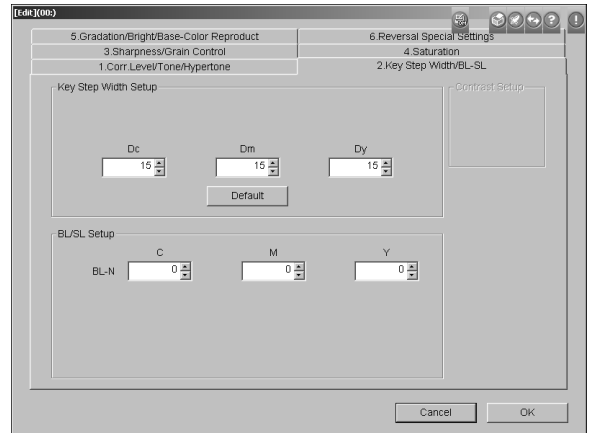 [Edit](00:)
5.Gradation/Bright/Base-Color Reproduct
6.Reversal Special Settings
3.Sharpness/Grain Control
4.Saturation
1.Corr.Level/Tone/Hypertone
2.Key Step Width/BL-SL
Key Step Width Setup
Contrast Setup
Dc Dm Dy
15 15 15
Default
BL/SL Setup
C M Y
BL-N 0 0 0
Cancel OK